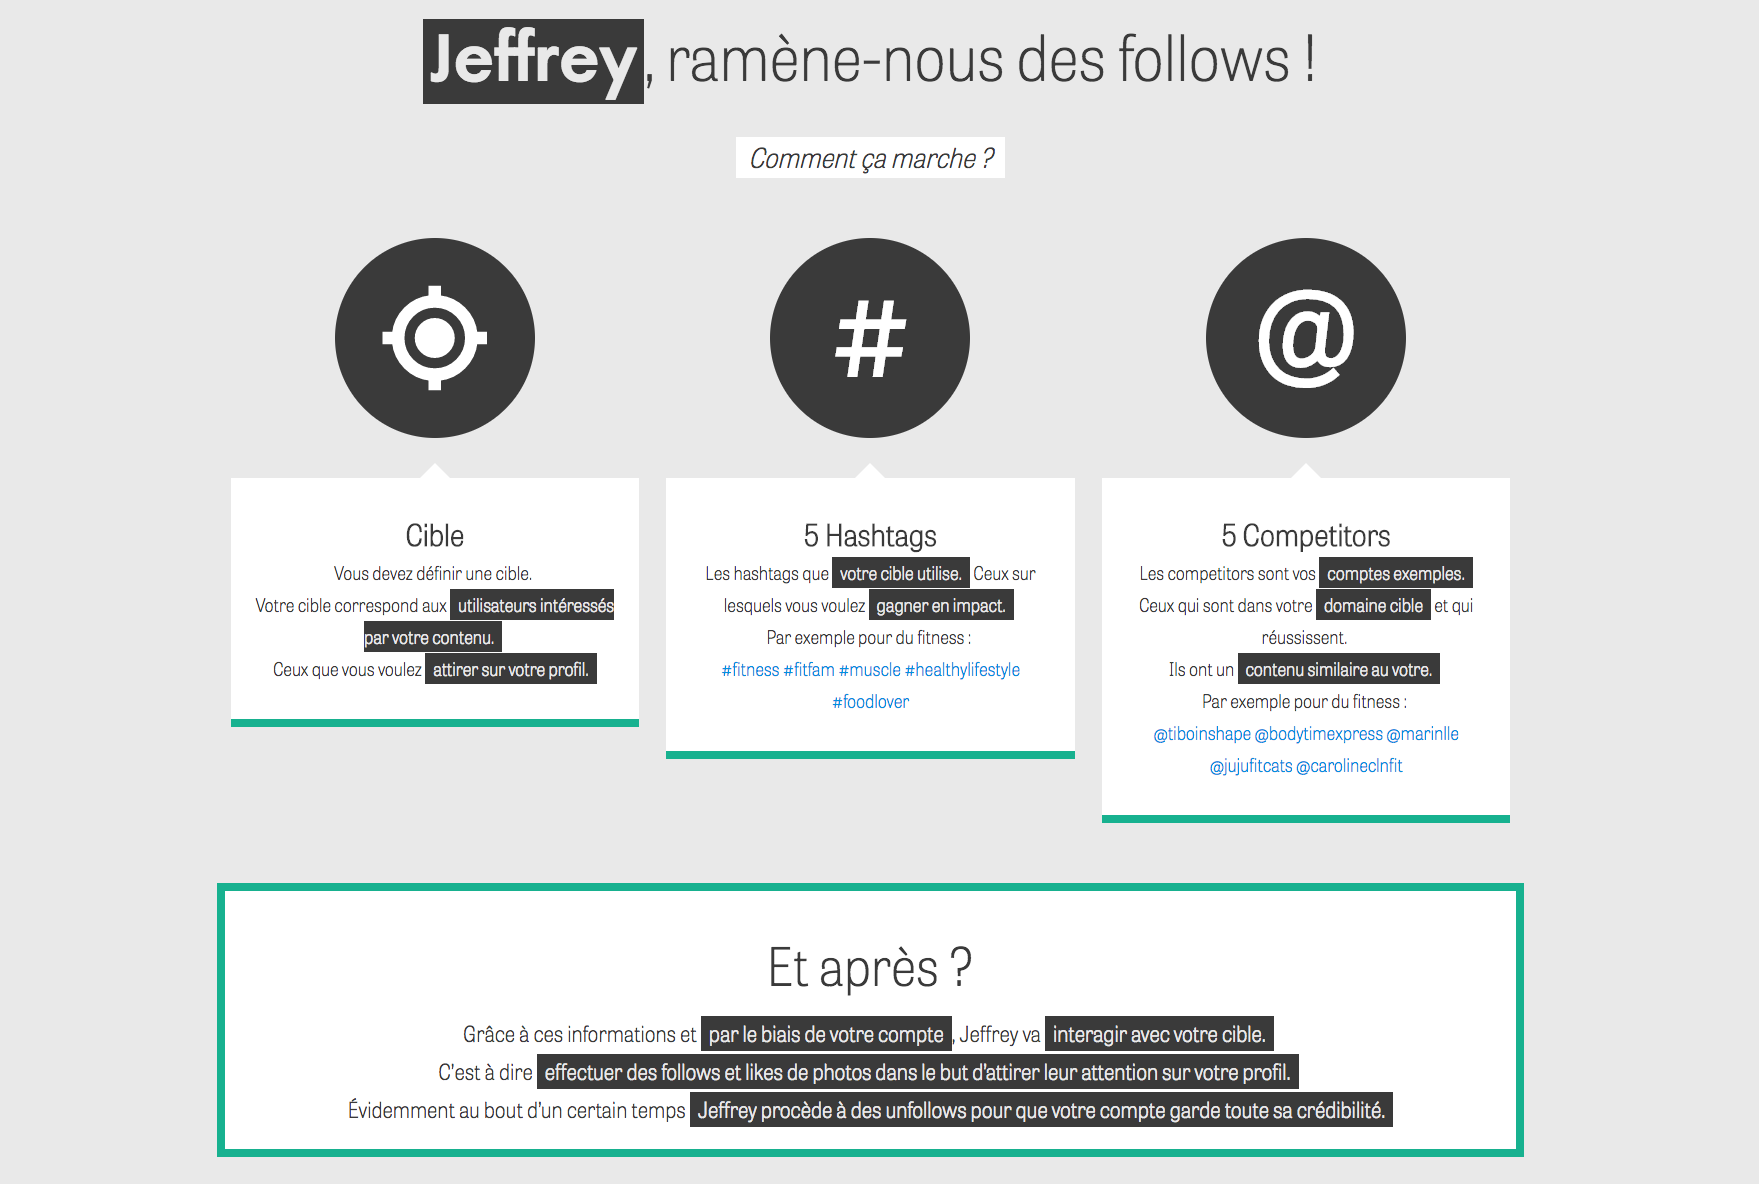 Jeffrey, ramène-nous des follows !
Comment ça marche ?
#
@
Cible
Vous devez définir une cible.
Votre cible correspond aux utilisateurs intéressés
par votre contenu.
Ceux que vous voulez attirer sur votre profil.
5 Hashtags
Les hashtags que votre cible utilise. Ceux sur
lesquels vous voulez gagner en impact.
Par exemple pour du fitness :
#fitness #fitfam #muscle #healthylifestyle
#foodlover
5 Competitors
Les competitors sont vos comptes exemples.
Ceux qui sont dans votre domaine cible et qui
réussissent.
Ils ont un contenu similaire au votre.
Par exemple pour du fitness :
@tiboinshape @bodytimexpress @marinlle
@jujufitcats @carolineclnfit
Et après ?
Grâce à ces informations et par le biais de votre compte, Jeffrey va interagir avec votre cible.
C'est à dire effectuer des follows et likes de photos dans le but d'attirer leur attention sur votre profil.
Évidemment au bout d'un certain temps Jeffrey procède à des unfollows pour que votre compte garde toute sa crédibilité.